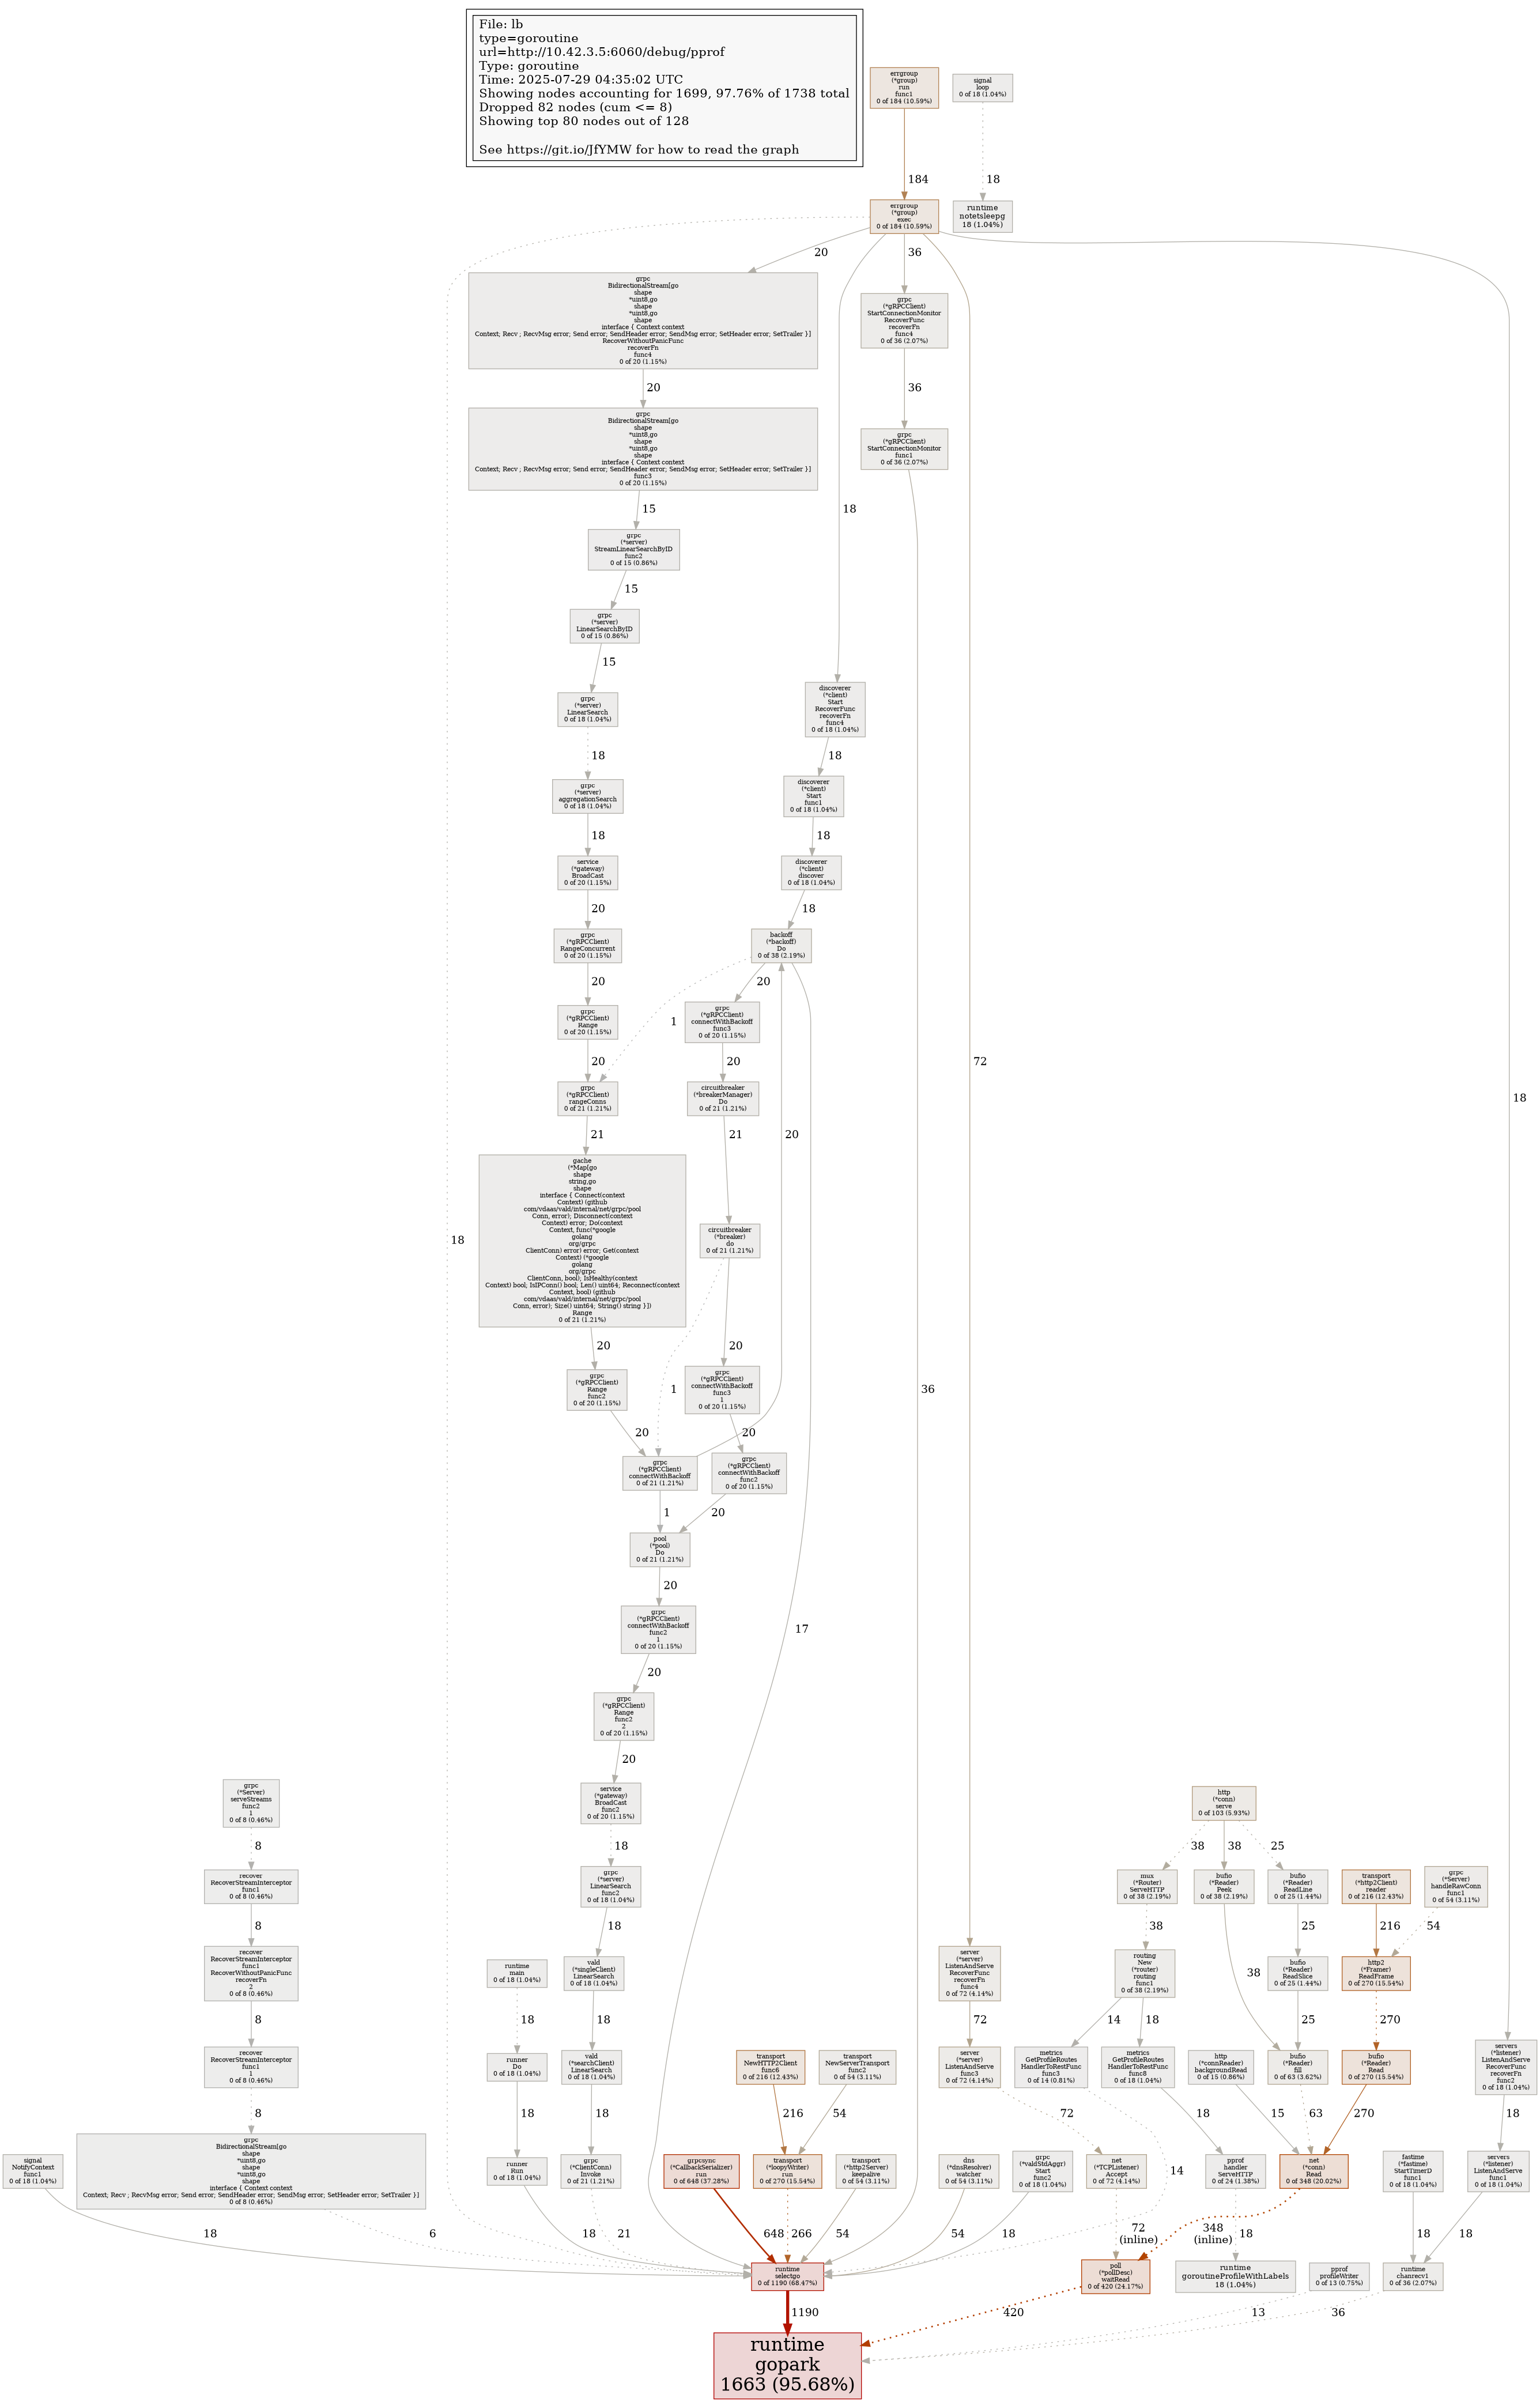 File: lb
type=goroutine
url=http://10.42.3.5:6060/debug/pprof
Type: goroutine
Time: 2025-07-29 04:35:02 UTC
Showing nodes accounting for 1699, 97.76% of 1738 total
Dropped 82 nodes (cum <= 8)
Showing top 80 nodes out of 128
See https://git.io/JfYMW for how to read the graph
errgroup
(*group)
run
func1
0 of 184 (10.59%)
signal
loop
0 of 18 (1.04%)
184
18
errgroup
(*group)
exec
0 of 184 (10.59%)
runtime
notetsleepg
18 (1.04%)
20
36
grpc
BidirectionalStream[go
shape
*uint8,go
shape
*uint8,go
shape
interface { Context context
Context; Recv ; RecvMsg error; Send error; SendHeader error; SendMsg error; SetHeader error; SetTrailer }]
RecoverWithoutPanicFunc
recoverFn
func4
0 of 20 (1.15%)
grpc
(*gRPCClient)
StartConnectionMonitor
RecoverFunc
recoverFn
func4
0 of 36 (2.07%)
20
36
grpc
BidirectionalStream[go
shape
*uint8,go
shape
*uint8,go
shape
interface { Context context
Context; Recv ; RecvMsg error; Send error; SendHeader error; SendMsg error; SetHeader error; SetTrailer }]
func3
0 of 20 (1.15%)
grpc
(*gRPCClient)
StartConnectionMonitor
func1
0 of 36 (2.07%)
15
18
grpc
(*server)
StreamLinearSearchByID
func2
0 of 15 (0.86%)
15
grpc
(*server)
LinearSearchByID
0 of 15 (0.86%)
15
grpc
(*server)
LinearSearch
0 of 18 (1.04%)
discoverer
(*client)
Start
RecoverFunc
recoverFn
func4
0 of 18 (1.04%)
18
18
grpc
(*server)
aggregationSearch
0 of 18 (1.04%)
discoverer
(*client)
Start
func1
0 of 18 (1.04%)
18
18
service
(*gateway)
BroadCast
0 of 20 (1.15%)
discoverer
(*client)
discover
0 of 18 (1.04%)
20
18
grpc
(*gRPCClient)
RangeConcurrent
0 of 20 (1.15%)
backoff
(*backoff)
Do
0 of 38 (2.19%)
20
20
1
grpc
(*gRPCClient)
Range
0 of 20 (1.15%)
grpc
(*gRPCClient)
connectWithBackoff
func3
0 of 20 (1.15%)
20
20
72
grpc
(*gRPCClient)
rangeConns
0 of 21 (1.21%)
circuitbreaker
(*breakerManager)
Do
0 of 21 (1.21%)
18
21
21
20
gache
(*Map[go
shape
string,go
shape
interface { Connect(context
Context) (github
com/vdaas/vald/internal/net/grpc/pool
Conn, error); Disconnect(context
Context) error; Do(context
Context, func(*google
golang
org/grpc
ClientConn) error) error; Get(context
Context) (*google
golang
org/grpc
ClientConn, bool); IsHealthy(context
Context) bool; IsIPConn() bool; Len() uint64; Reconnect(context
Context, bool) (github
com/vdaas/vald/internal/net/grpc/pool
Conn, error); Size() uint64; String() string }])
Range
0 of 21 (1.21%)
18
circuitbreaker
(*breaker)
do
0 of 21 (1.21%)
20
20
1
36
grpc
(*gRPCClient)
Range
func2
0 of 20 (1.15%)
grpc
(*gRPCClient)
connectWithBackoff
func3
1
0 of 20 (1.15%)
20
20
grpc
(*gRPCClient)
connectWithBackoff
0 of 21 (1.21%)
grpc
(*gRPCClient)
connectWithBackoff
func2
0 of 20 (1.15%)
1
20
pool
(*pool)
Do
0 of 21 (1.21%)
20
17
grpc
(*gRPCClient)
connectWithBackoff
func2
1
0 of 20 (1.15%)
20
grpc
(*gRPCClient)
Range
func2
2
0 of 20 (1.15%)
20
grpc
(*Server)
serveStreams
func2
1
0 of 8 (0.46%)
service
(*gateway)
BroadCast
func2
0 of 20 (1.15%)
http
(*conn)
serve
0 of 103 (5.93%)
8
18
38
38
25
recover
RecoverStreamInterceptor
func1
0 of 8 (0.46%)
grpc
(*server)
LinearSearch
func2
0 of 18 (1.04%)
mux
(*Router)
ServeHTTP
0 of 38 (2.19%)
bufio
(*Reader)
Peek
0 of 38 (2.19%)
bufio
(*Reader)
ReadLine
0 of 25 (1.44%)
transport
(*http2Client)
reader
0 of 216 (12.43%)
grpc
(*Server)
handleRawConn
func1
0 of 54 (3.11%)
8
18
38
25
216
54
recover
RecoverStreamInterceptor
func1
RecoverWithoutPanicFunc
recoverFn
2
0 of 8 (0.46%)
runtime
main
0 of 18 (1.04%)
vald
(*singleClient)
LinearSearch
0 of 18 (1.04%)
server
(*server)
ListenAndServe
RecoverFunc
recoverFn
func4
0 of 72 (4.14%)
routing
New
(*router)
routing
func1
0 of 38 (2.19%)
38
bufio
(*Reader)
ReadSlice
0 of 25 (1.44%)
http2
(*Framer)
ReadFrame
0 of 270 (15.54%)
8
18
18
72
14
18
25
270
recover
RecoverStreamInterceptor
func1
1
0 of 8 (0.46%)
runner
Do
0 of 18 (1.04%)
vald
(*searchClient)
LinearSearch
0 of 18 (1.04%)
transport
NewHTTP2Client
func6
0 of 216 (12.43%)
transport
NewServerTransport
func2
0 of 54 (3.11%)
server
(*server)
ListenAndServe
func3
0 of 72 (4.14%)
metrics
GetProfileRoutes
HandlerToRestFunc
func3
0 of 14 (0.81%)
metrics
GetProfileRoutes
HandlerToRestFunc
func8
0 of 18 (1.04%)
http
(*connReader)
backgroundRead
0 of 15 (0.86%)
bufio
(*Reader)
fill
0 of 63 (3.62%)
bufio
(*Reader)
Read
0 of 270 (15.54%)
servers
(*listener)
ListenAndServe
RecoverFunc
recoverFn
func2
0 of 18 (1.04%)
8
18
18
216
54
72
18
15
63
270
18
signal
NotifyContext
func1
0 of 18 (1.04%)
grpc
BidirectionalStream[go
shape
*uint8,go
shape
*uint8,go
shape
interface { Context context
Context; Recv ; RecvMsg error; Send error; SendHeader error; SendMsg error; SetHeader error; SetTrailer }]
0 of 8 (0.46%)
runner
Run
0 of 18 (1.04%)
grpc
(*ClientConn)
Invoke
0 of 21 (1.21%)
grpcsync
(*CallbackSerializer)
run
0 of 648 (37.28%)
transport
(*loopyWriter)
run
0 of 270 (15.54%)
transport
(*http2Server)
keepalive
0 of 54 (3.11%)
dns
(*dnsResolver)
watcher
0 of 54 (3.11%)
grpc
(*valdStdAggr)
Start
func2
0 of 18 (1.04%)
net
(*TCPListener)
Accept
0 of 72 (4.14%)
14
pprof
handler
ServeHTTP
0 of 24 (1.38%)
net
(*conn)
Read
0 of 348 (20.02%)
fastime
(*fastime)
StartTimerD
func1
0 of 18 (1.04%)
servers
(*listener)
ListenAndServe
func1
0 of 18 (1.04%)
18
6
18
21
648
266
54
54
18
72
(inline)
348
(inline)
18
18
18
runtime
selectgo
0 of 1190 (68.47%)
poll
(*pollDesc)
waitRead
0 of 420 (24.17%)
runtime
goroutineProfileWithLabels
18 (1.04%)
pprof
profileWriter
0 of 13 (0.75%)
runtime
chanrecv1
0 of 36 (2.07%)
1190
420
13
36
runtime
gopark
1663 (95.68%)